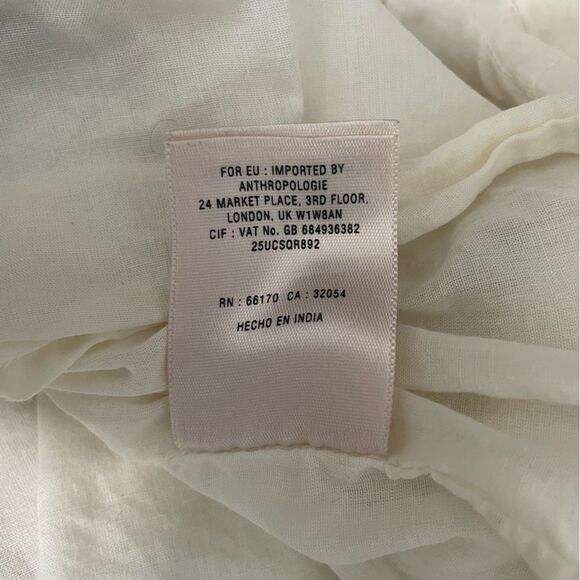 FOR EU : IMPORTED BY
ANTHROPOLOGIE
24 MARKET PLACE, 3RD FLOOR,
LONDON, UK W1W8AN
CIF : VAT No. GB 684936382
25UCSQR892
RN : 66170 CA : 32054
HECHO EN INDIA